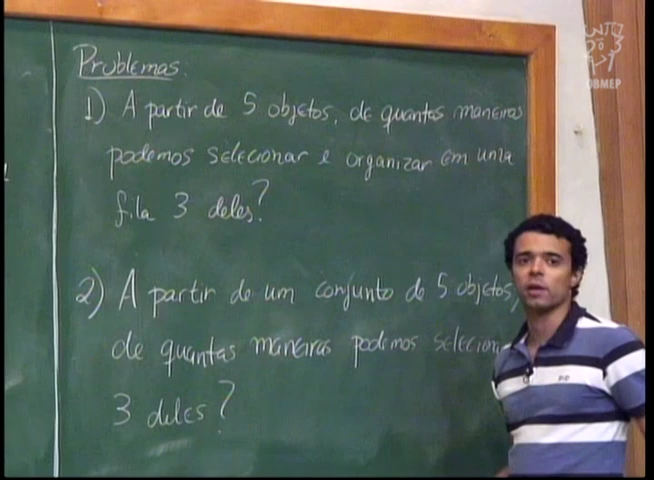 Problemas:
1) A partir de 5 objetos, de quantas maneiras
podemos selecionar e organizar em uma
fila 3 deles?
2) A partir de um conjunto de 5 objetos,
de quantas maneiras podemos selecion
3 deles?
OBMEP